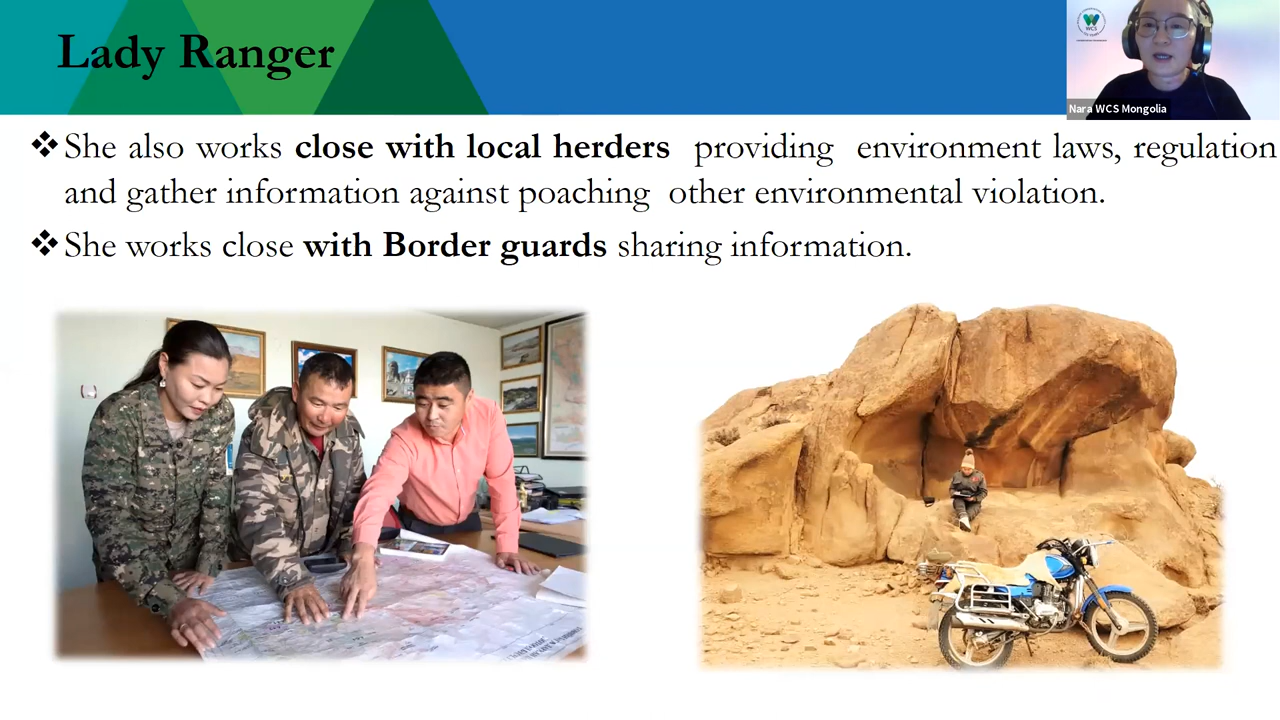 Lady Ranger
WCS
Nara WCS Mongolia
❖ She also works close with local herders providing environment laws, regulation
and gather information against poaching other environmental violation.
❖ She works close with Border guards sharing information.